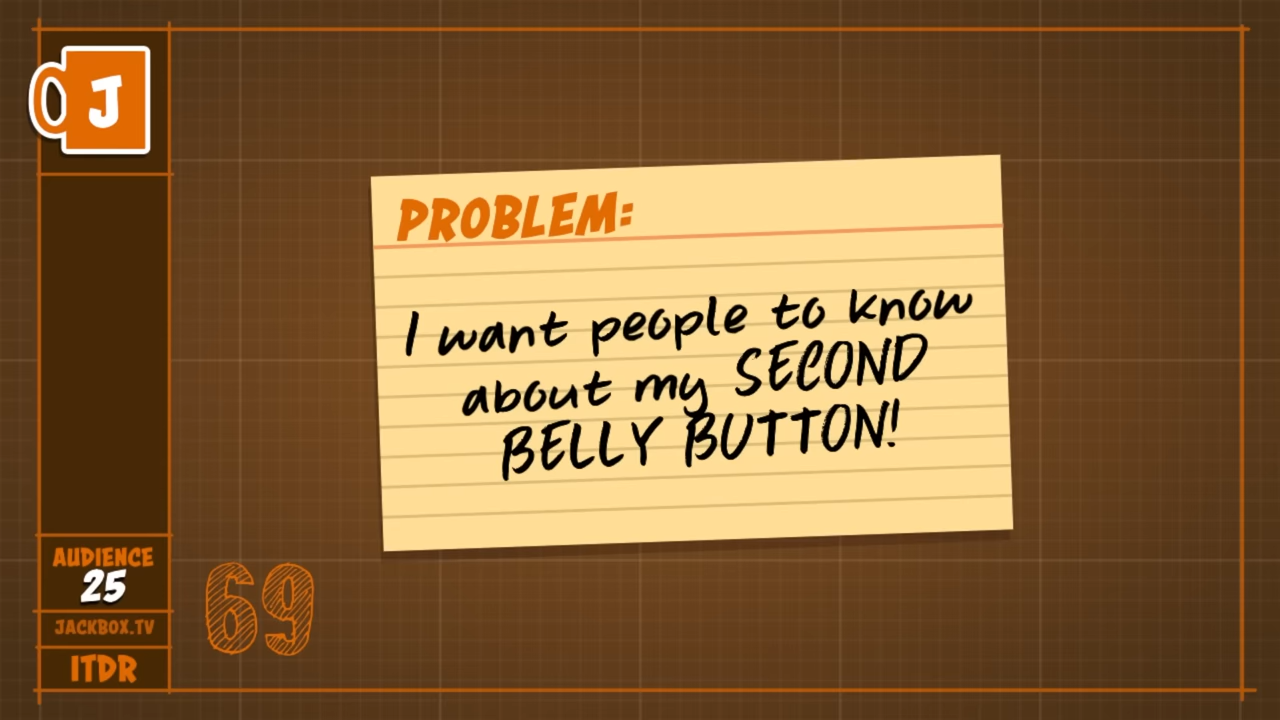 J
PROBLEM:
I want people to know
about my SECOND
BELLY BUTTON!
AUDIENCE
25
JACKBOX.TV
ITDR
69